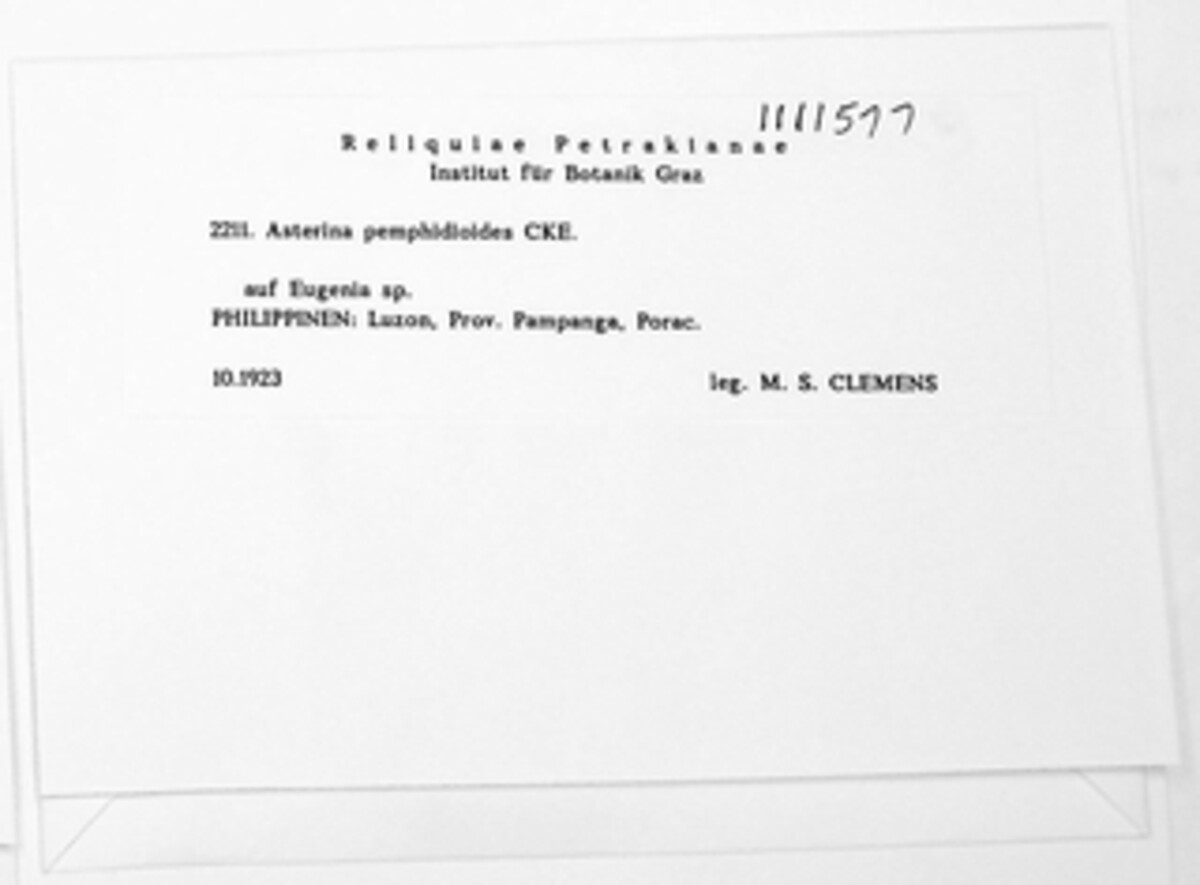 1111577
Reliquiae Petrakianae
Institut für Botanik Graz
2211. Asterina pemphidioides CKE.
auf Eugenia sp.
PHILIPPINEN: Luzon, Prov. Pampanga, Porac.
10.1923
leg. M. S. CLEMENS